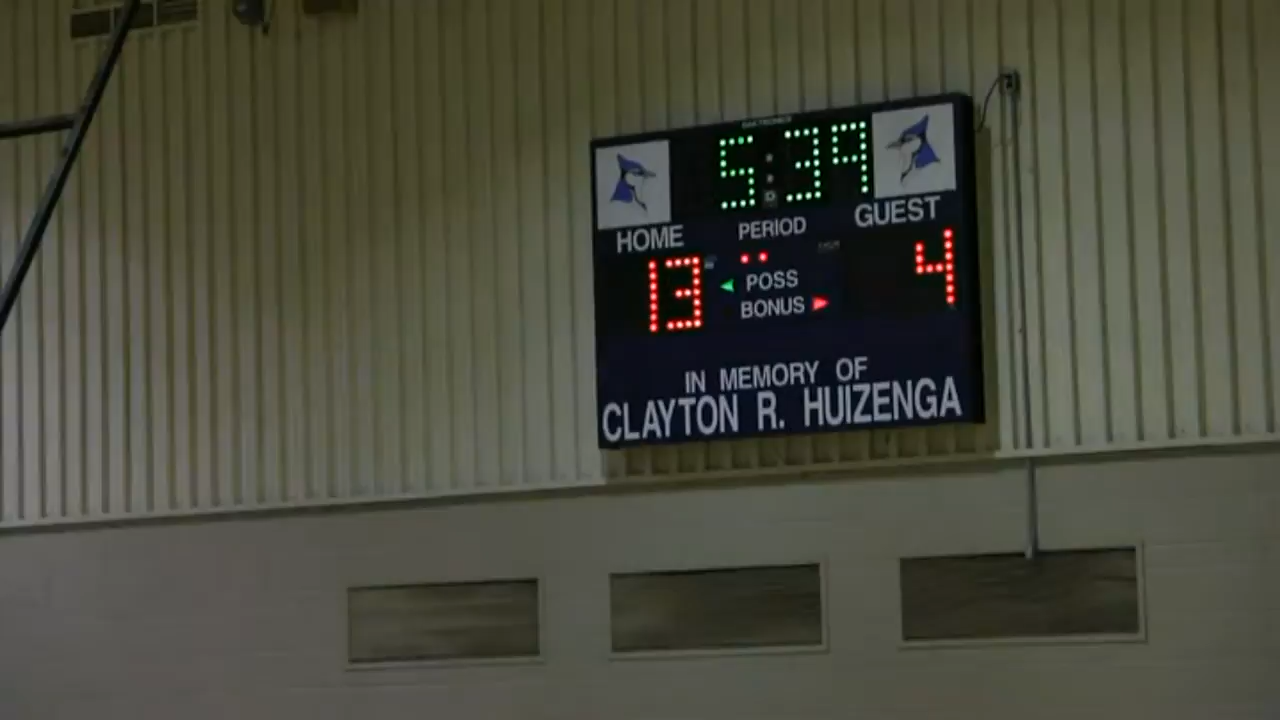 5:39
HOME PERIOD GUEST
13 POSS 4
BONUS
IN MEMORY OF
CLAYTON R. HUIZENGA